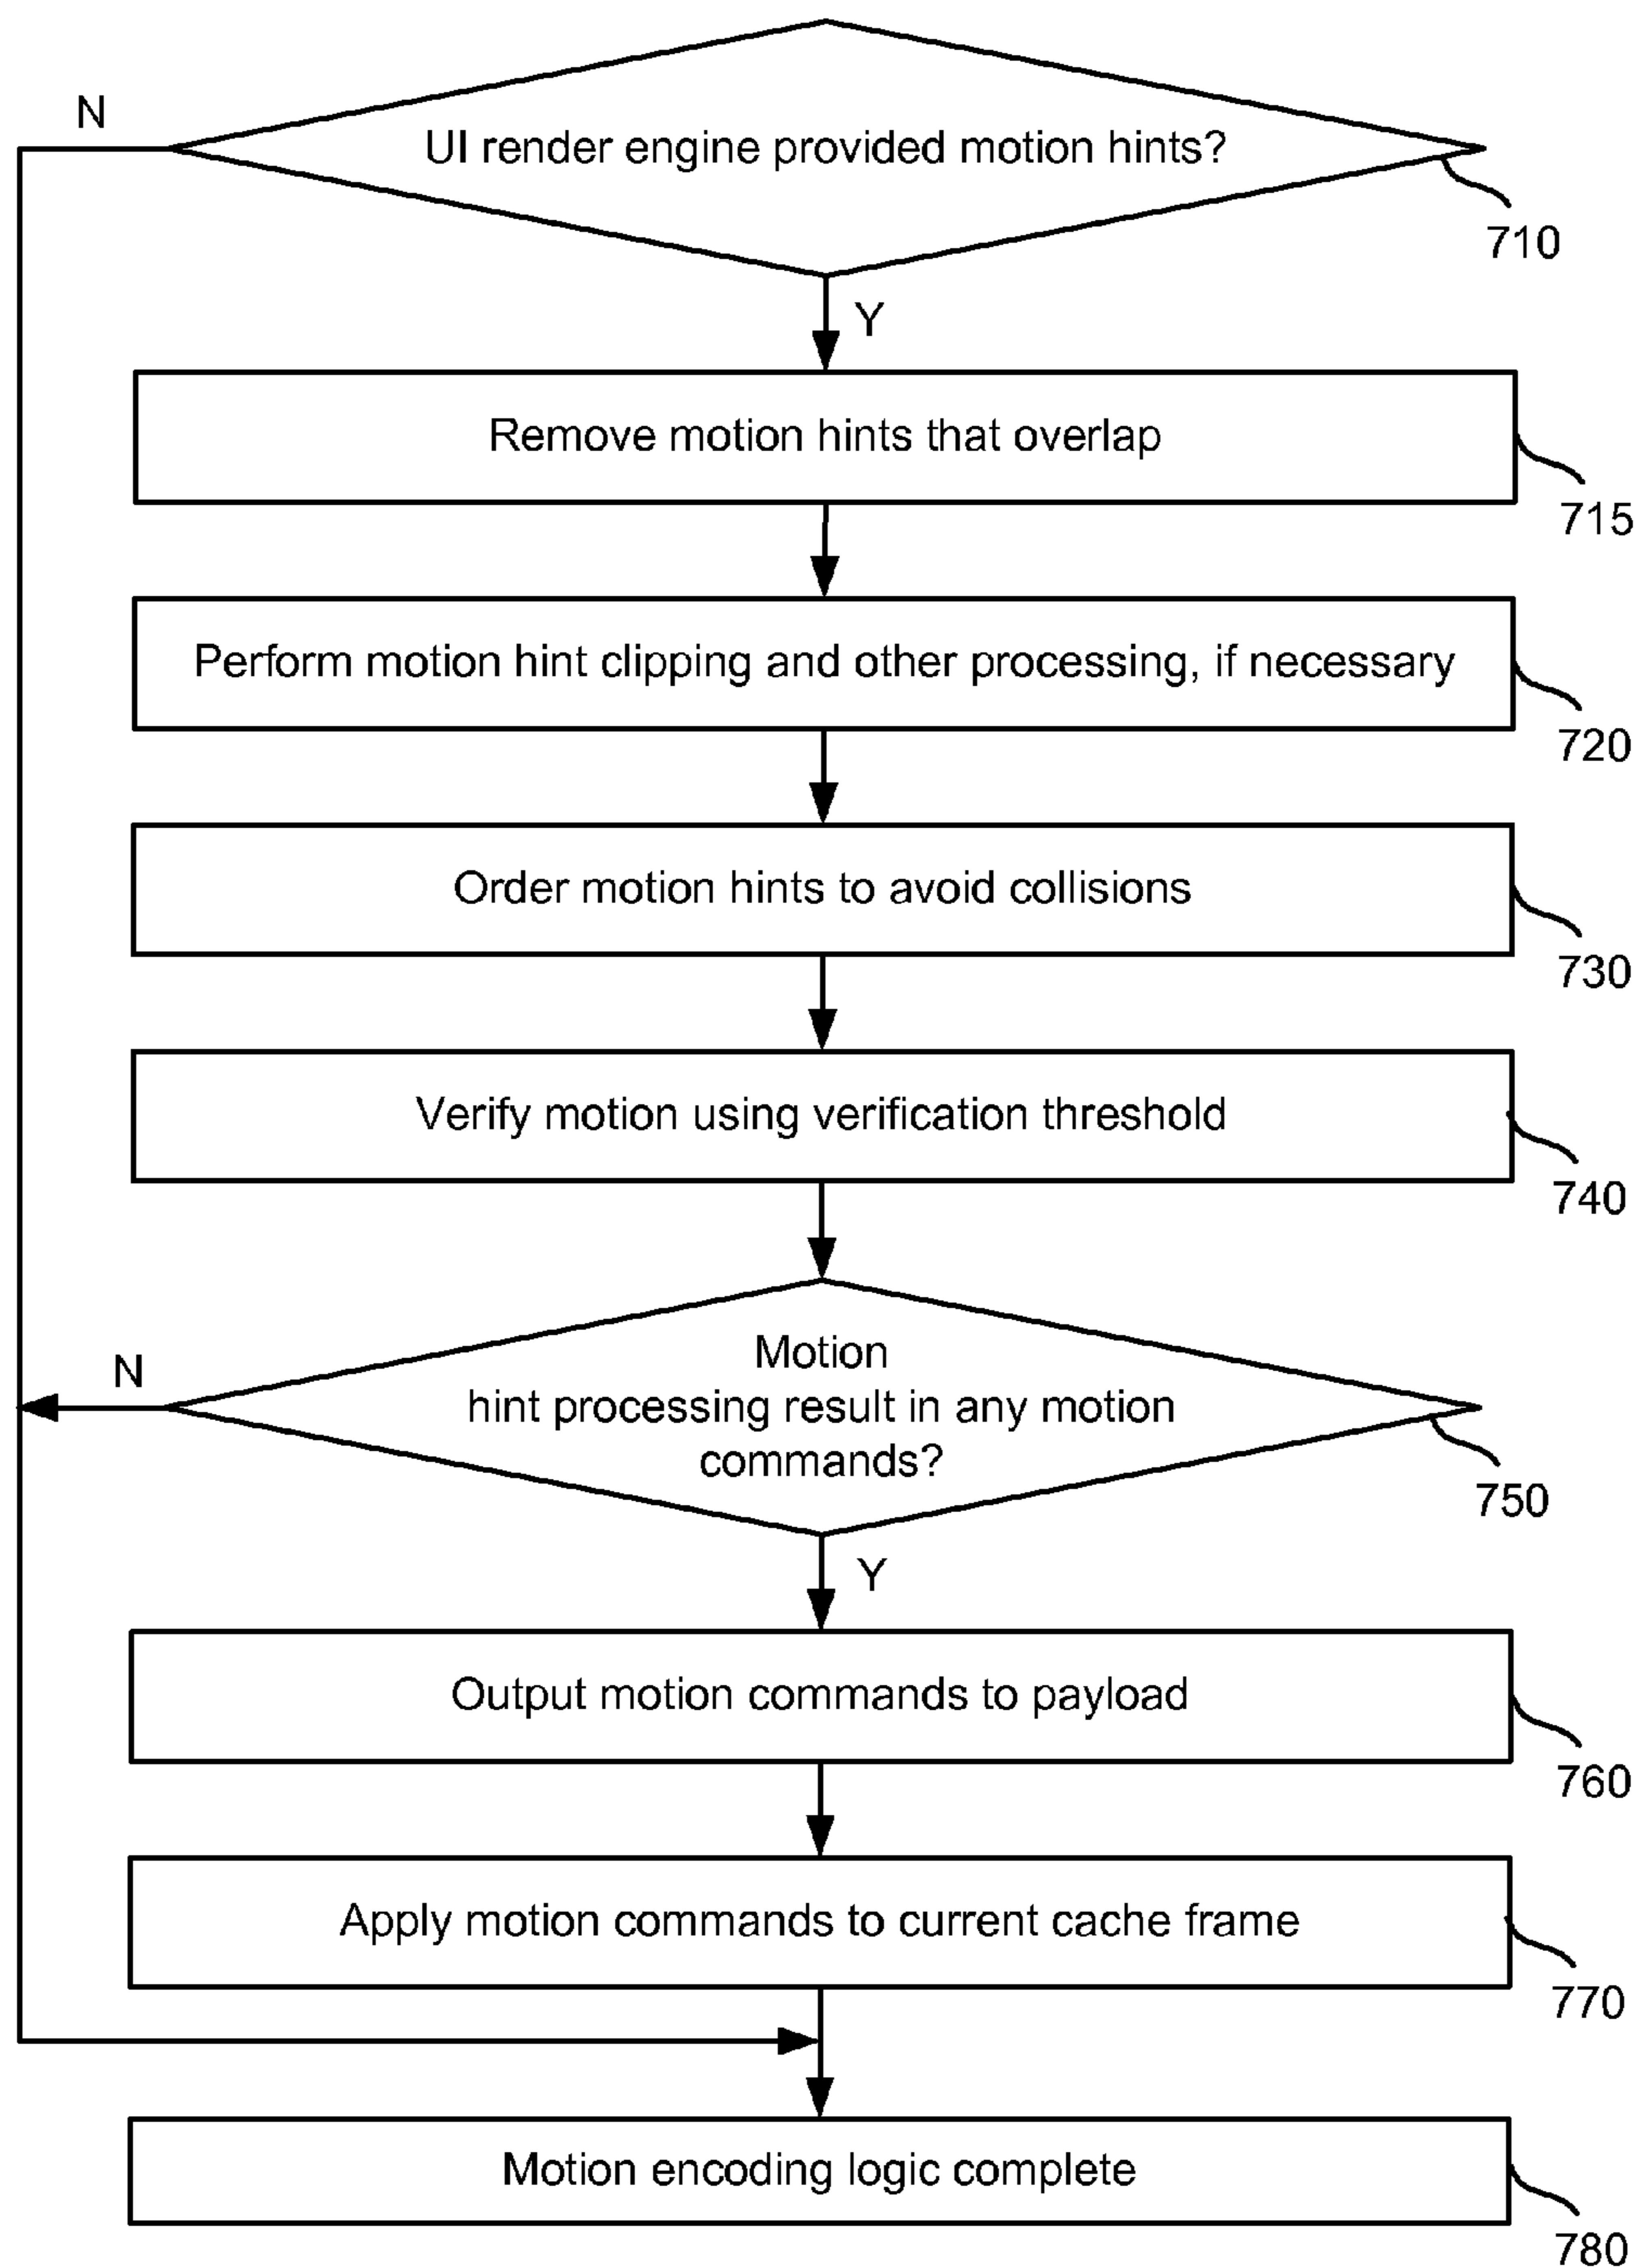 N
UI render engine provided motion hints?
710
Y
Remove motion hints that overlap
715
Perform motion hint clipping and other processing, if necessary
720
Order motion hints to avoid collisions
730
Verify motion using verification threshold
740
N
Motion
hint processing result in any motion
commands?
750
Y
Output motion commands to payload
760
Apply motion commands to current cache frame
770
Motion encoding logic complete
780